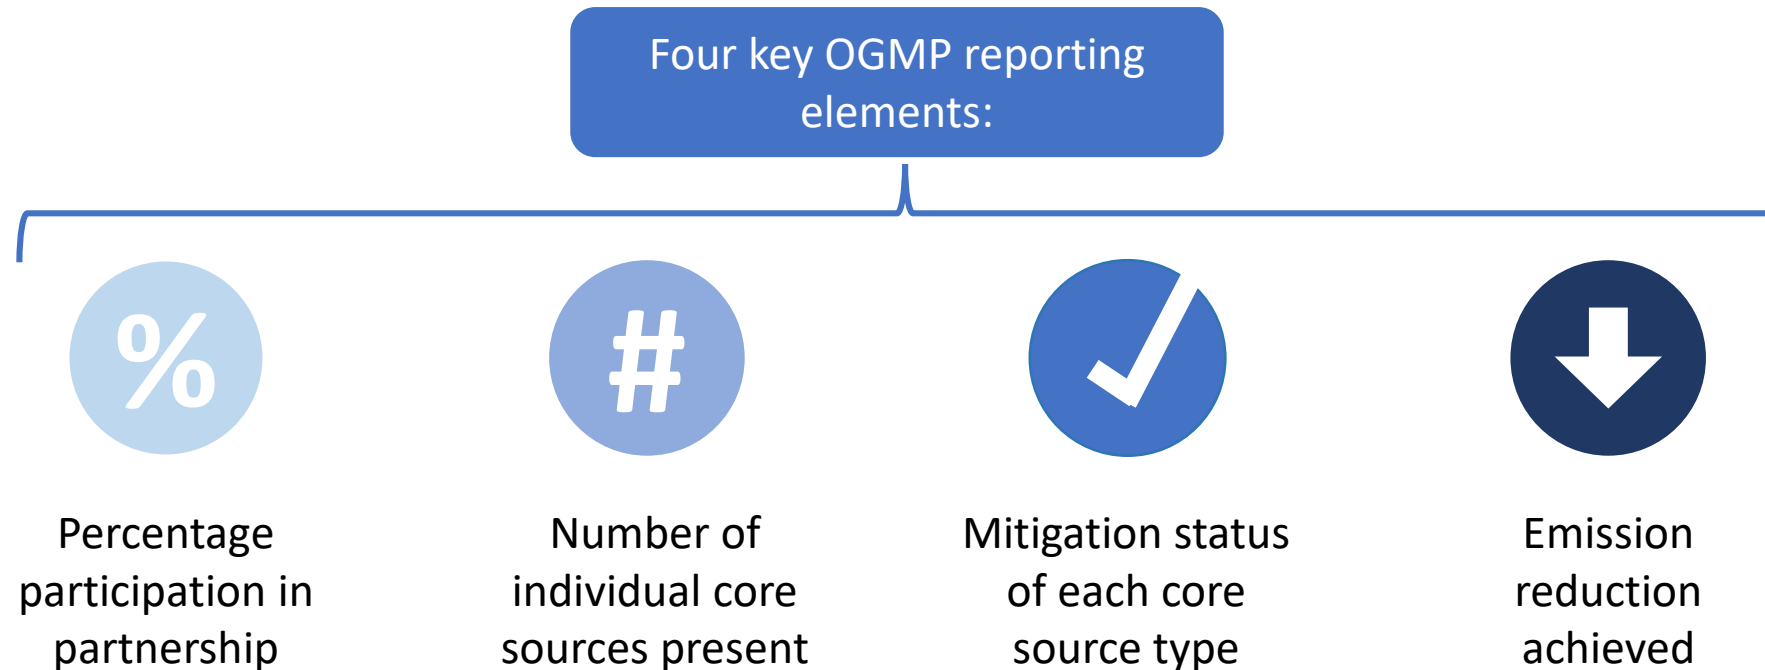 Four key OGMP reporting
elements:
%
#
Percentage
participation in
partnership
Number of
individual core
sources present
Mitigation status
of each core
source type
Emission
reduction
achieved